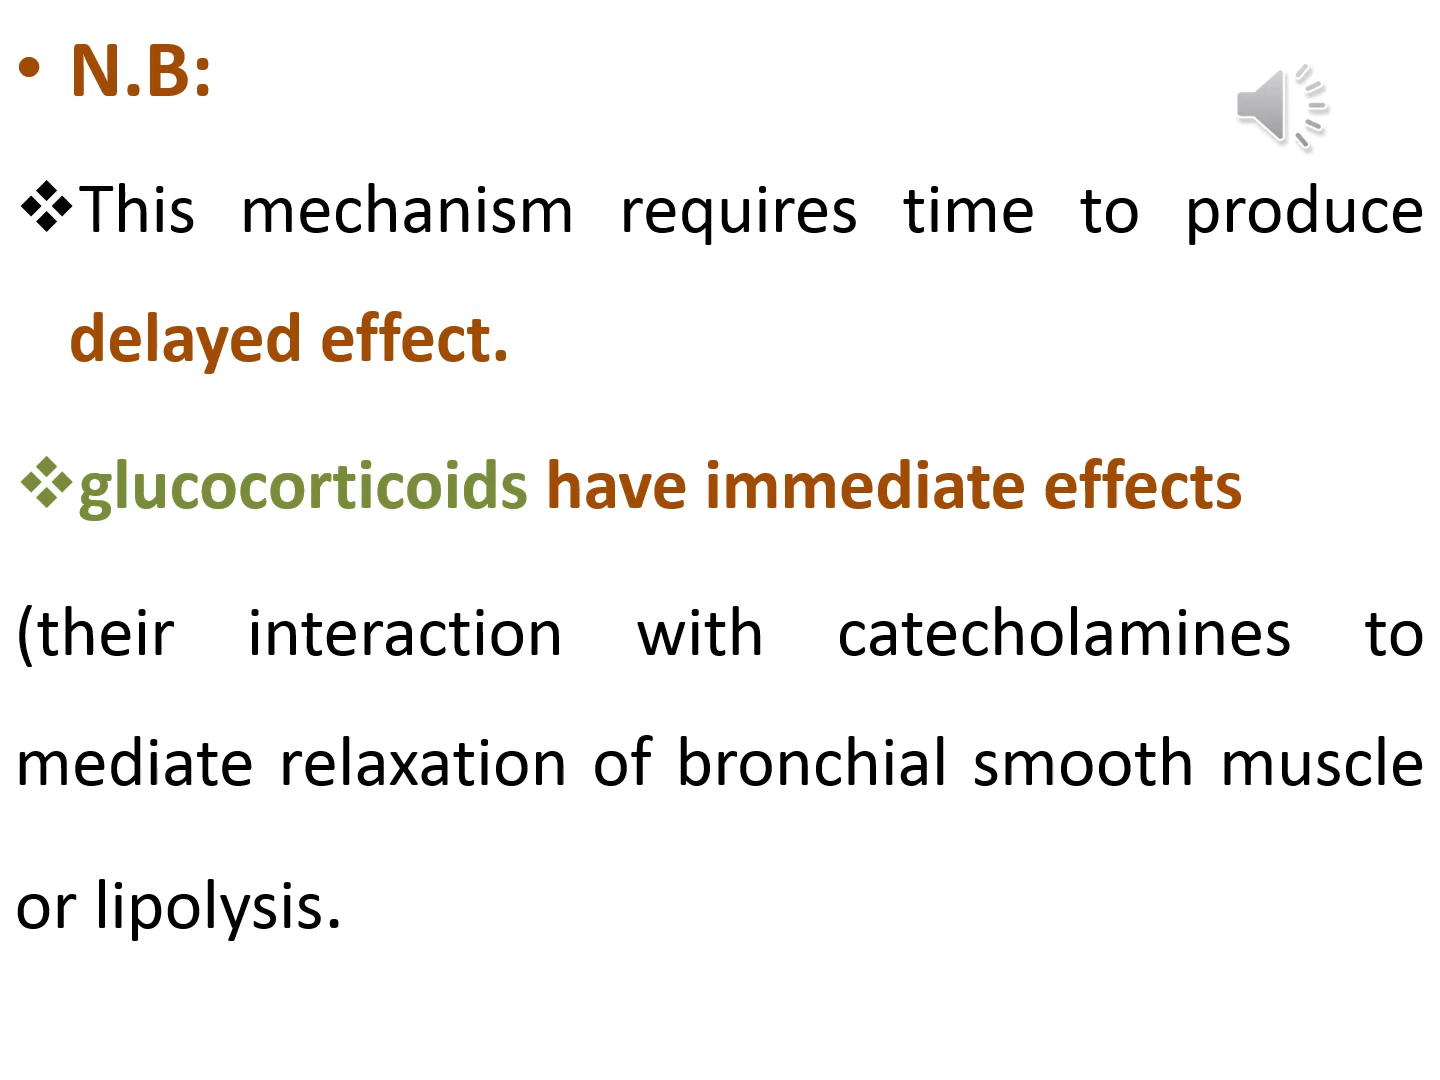 • N.B:
❖This mechanism requires time to produce
delayed effect.
❖glucocorticoids have immediate effects
(their interaction with catecholamines to
mediate relaxation of bronchial smooth muscle
or lipolysis.